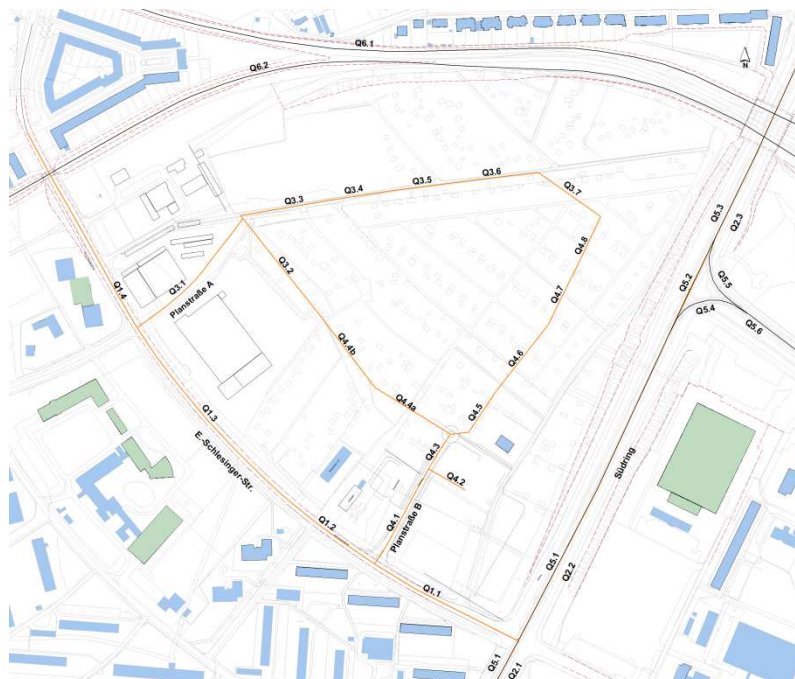 Q6.1
Q6.2
N
Q3.6
Q3.5
Q3.4
Q3.3
Q3.7
Q5.3
Q2.3
Q4.8
Q3.2
Q5.2
Q5.5
Q1.4
Q3.1
Planstraße A
Q4.7
Q5.4
Q5.6
Q4.4b
Q4.6
Q4.5
Q4.4a
Q1.3
E.-Schlesinger-Str.
Q4.3
Q4.2
Südring
Q4.1
Planstraße B
Q1.2
Q5.1
Q2.2
Q1.1
Q5.1
Q2.1